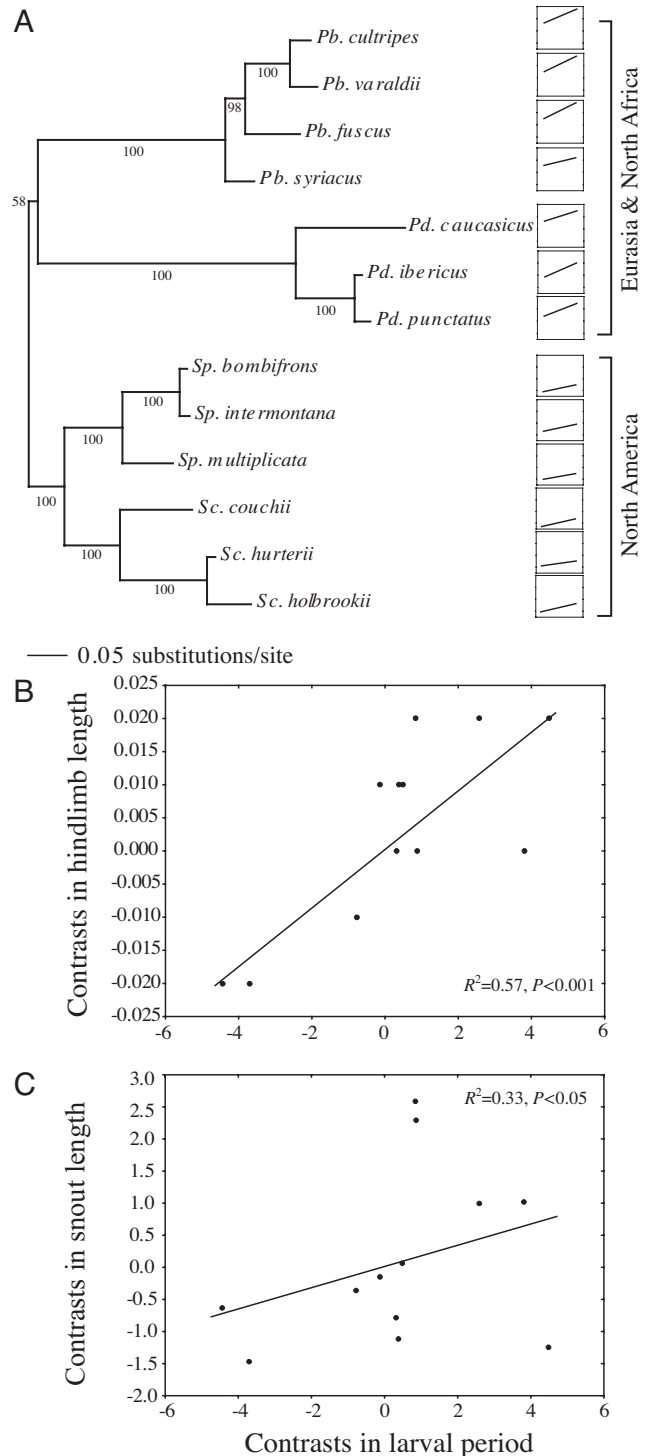 A
Pb. cultripes
100
Pb. varaldii
98
Pb. fuscus
100
Pb. syriacus
58
Pd. caucasicus
Pd. ibericus
100
100
Pd. punctatus
Eurasia & North Africa
Sp. bombifrons
100
Sp. intermontana
100
Sp. multiplicata
100
Sc. couchii
100
Sc. hurterii
100
Sc. holbrookii
North America
0.05 substitutions/site
B
Contrasts in hindlimb length
0.025
0.020
0.015
0.010
0.005
0.000
-0.005
-0.010
-0.015
-0.020
-0.025
R²=0.57, P<0.001
-6 -4 -2 0 2 4 6
C
Contrasts in snout length
3.0
2.5
2.0
1.5
1.0
0.5
0.0
-0.5
-1.0
-1.5
-2.0
R²=0.33, P<0.05
-6 -4 -2 0 2 4 6
Contrasts in larval period